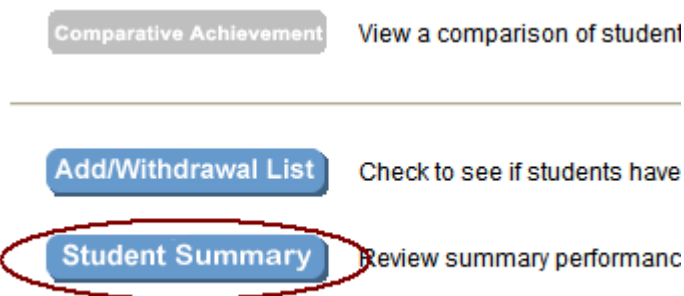 Comparative Achievement View a comparison of student
Add/Withdrawal List Check to see if students have
Student Summary Review summary performanc